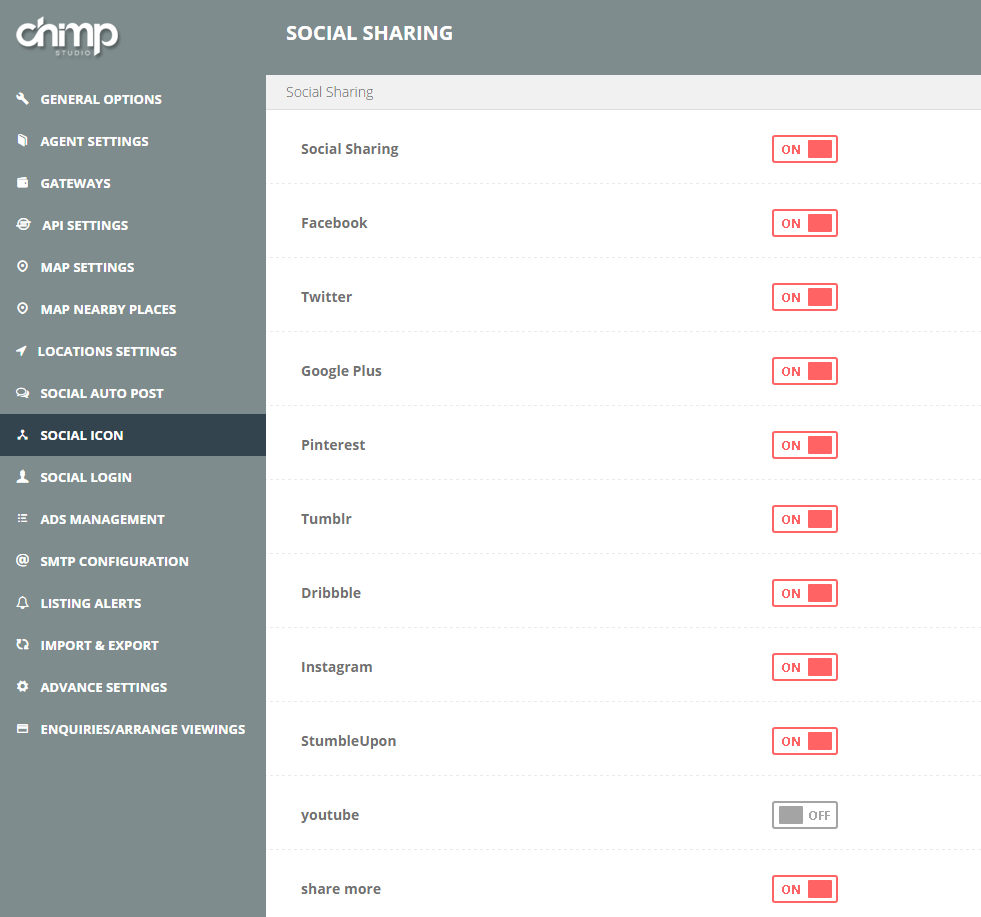 chimp
STUDIO
SOCIAL SHARING
GENERAL OPTIONS
AGENT SETTINGS
GATEWAYS
API SETTINGS
MAP SETTINGS
MAP NEARBY PLACES
LOCATIONS SETTINGS
SOCIAL AUTO POST
SOCIAL ICON
SOCIAL LOGIN
ADS MANAGEMENT
SMTP CONFIGURATION
LISTING ALERTS
IMPORT & EXPORT
ADVANCE SETTINGS
ENQUIRIES/ARRANGE VIEWINGS
Social Sharing
Social Sharing ON
Facebook ON
Twitter ON
Google Plus ON
Pinterest ON
Tumblr ON
Dribbble ON
Instagram ON
StumbleUpon ON
youtube OFF
share more ON